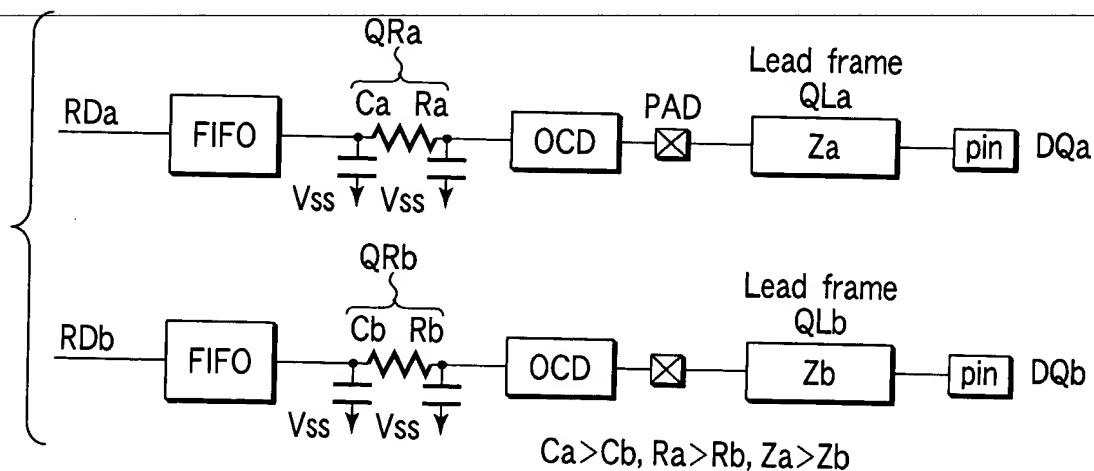 QRa
Lead frame
QLa
Ca Ra
PAD
RDa
FIFO
OCD
Za
pin DQa
Vss Vss
QRb
Lead frame
QLb
Cb Rb
RDb
FIFO
OCD
Zb
pin DQb
Vss Vss
Ca>Cb, Ra>Rb, Za>Zb